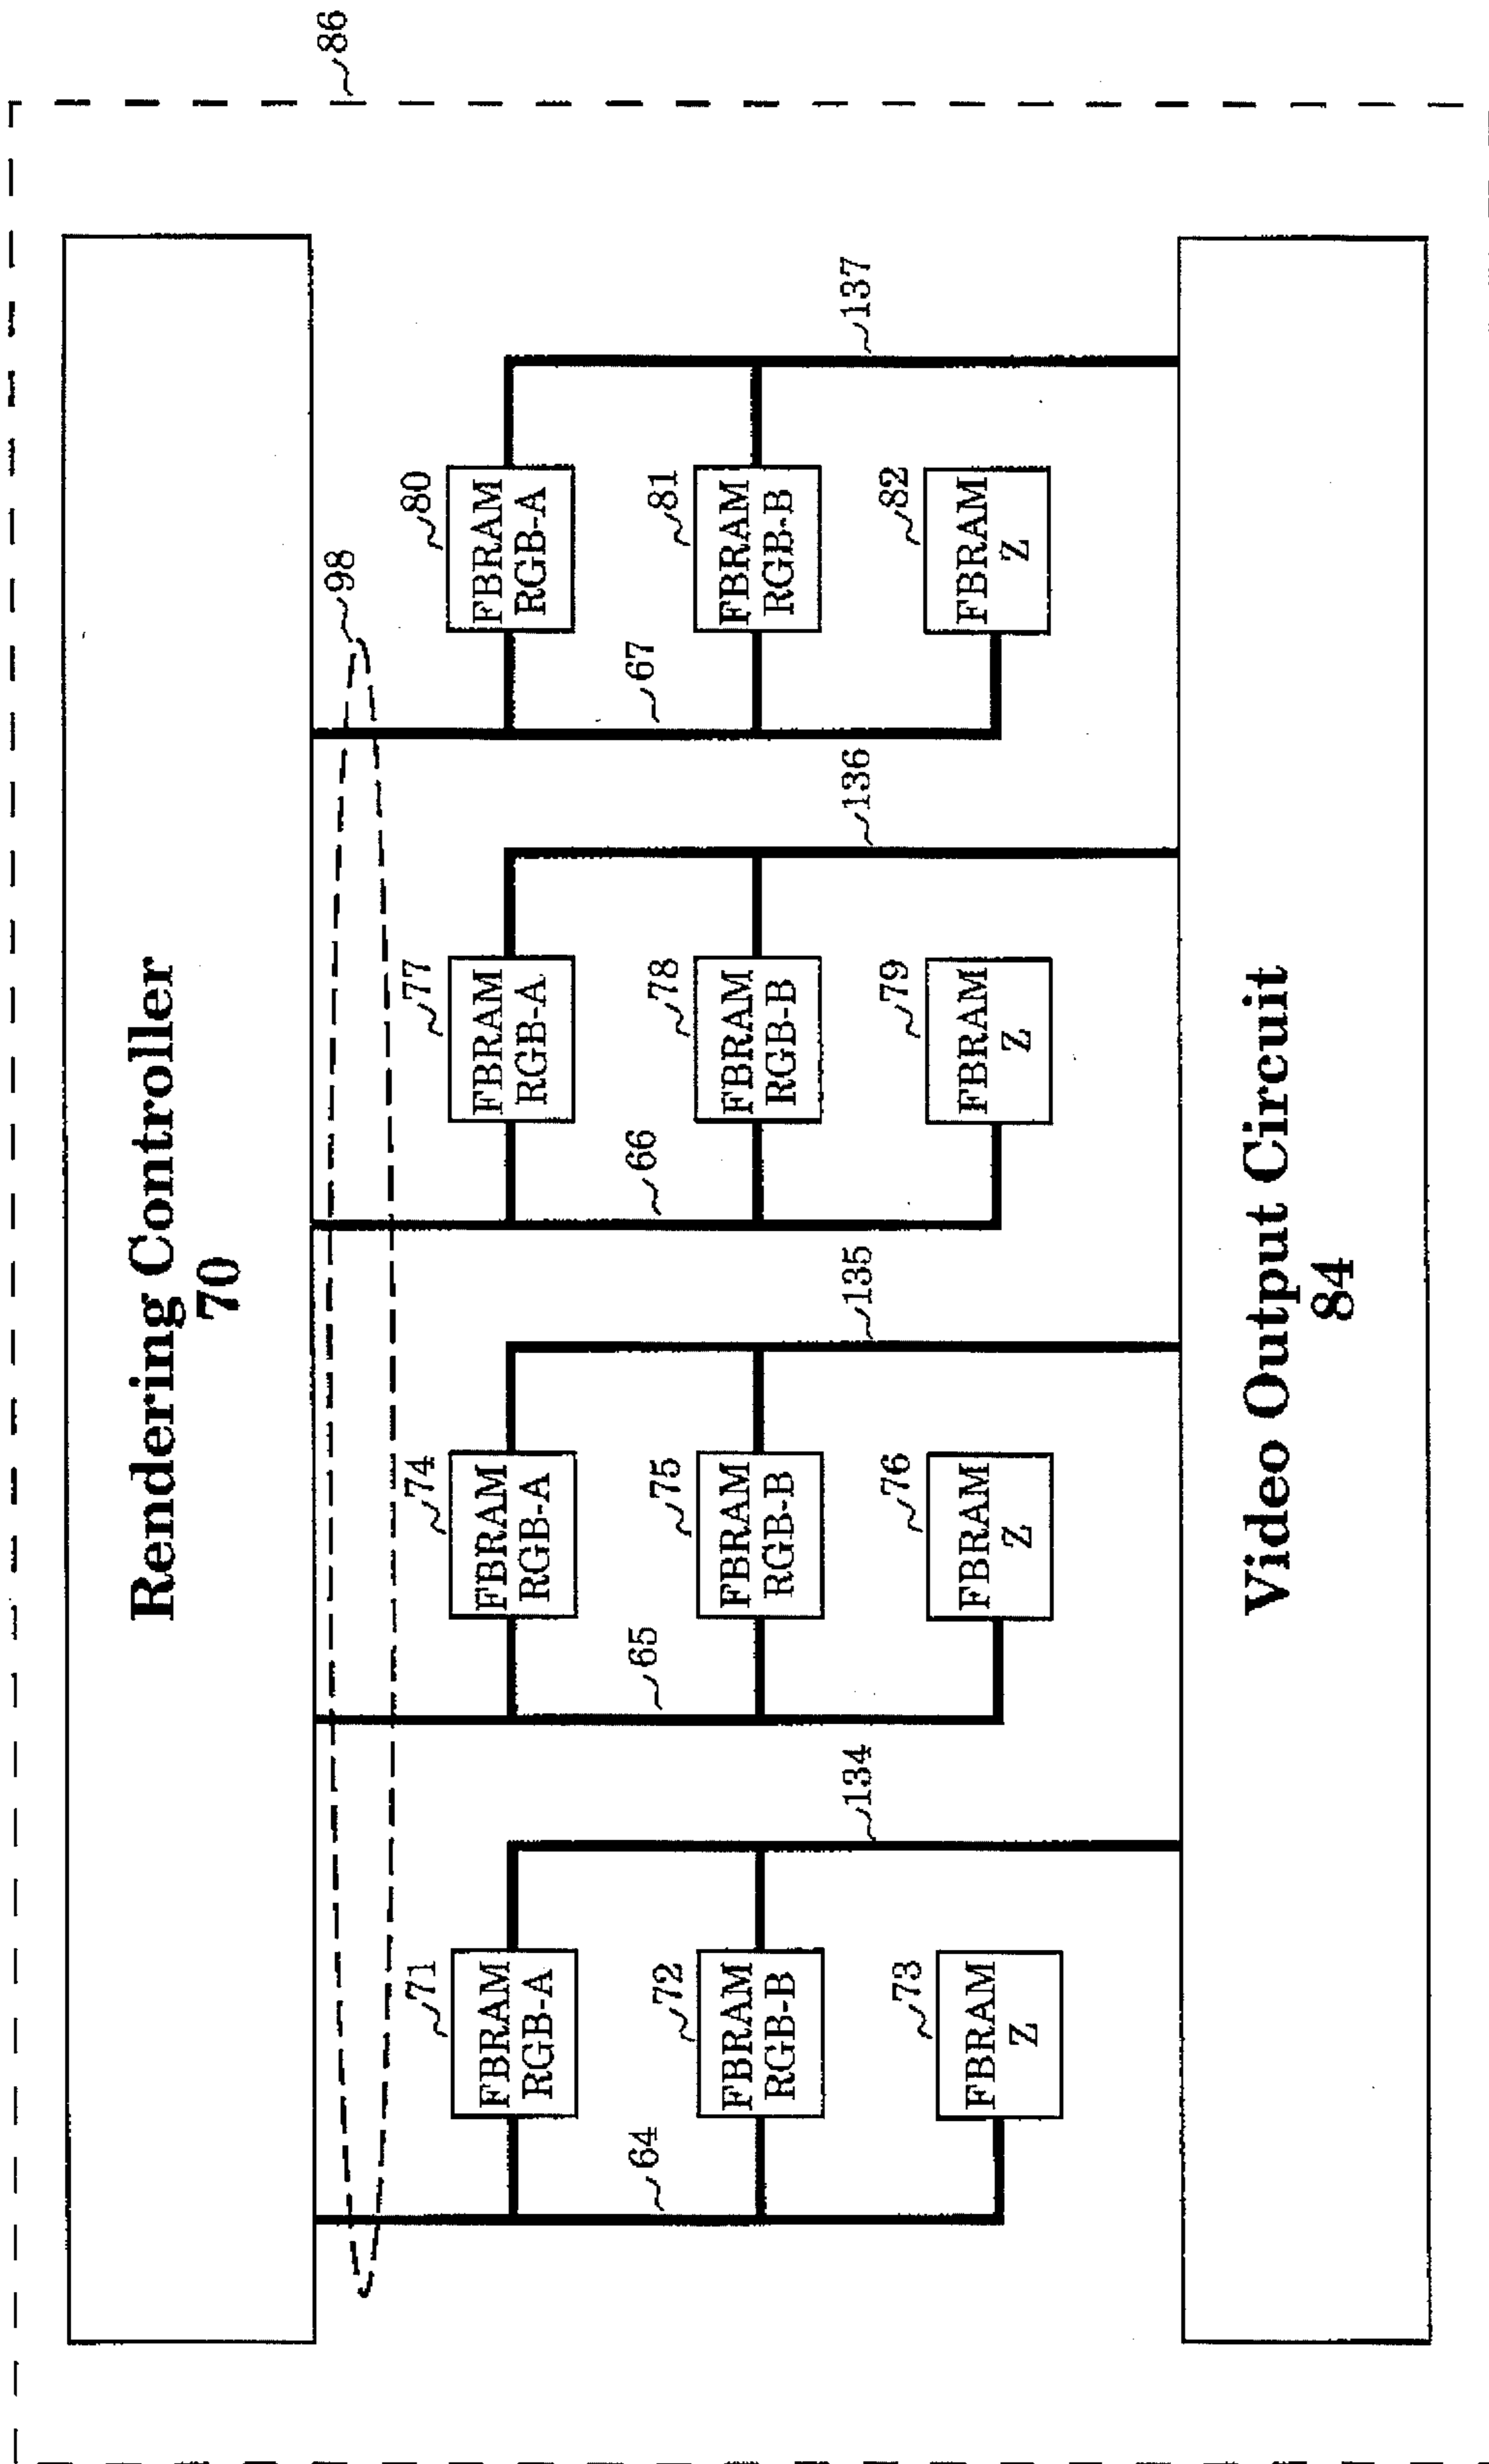 86
Rendering Controller
70
98
71
FBRAM
RGB-A
74
FBRAM
RGB-A
77
FBRAM
RGB-A
80
FBRAM
RGB-A
64
65
66
67
72
FBRAM
RGB-B
75
FBRAM
RGB-B
78
FBRAM
RGB-B
81
FBRAM
RGB-B
134
135
136
137
73
FBRAM
Z
76
FBRAM
Z
79
FBRAM
Z
82
FBRAM
Z
Video Output Circuit
84